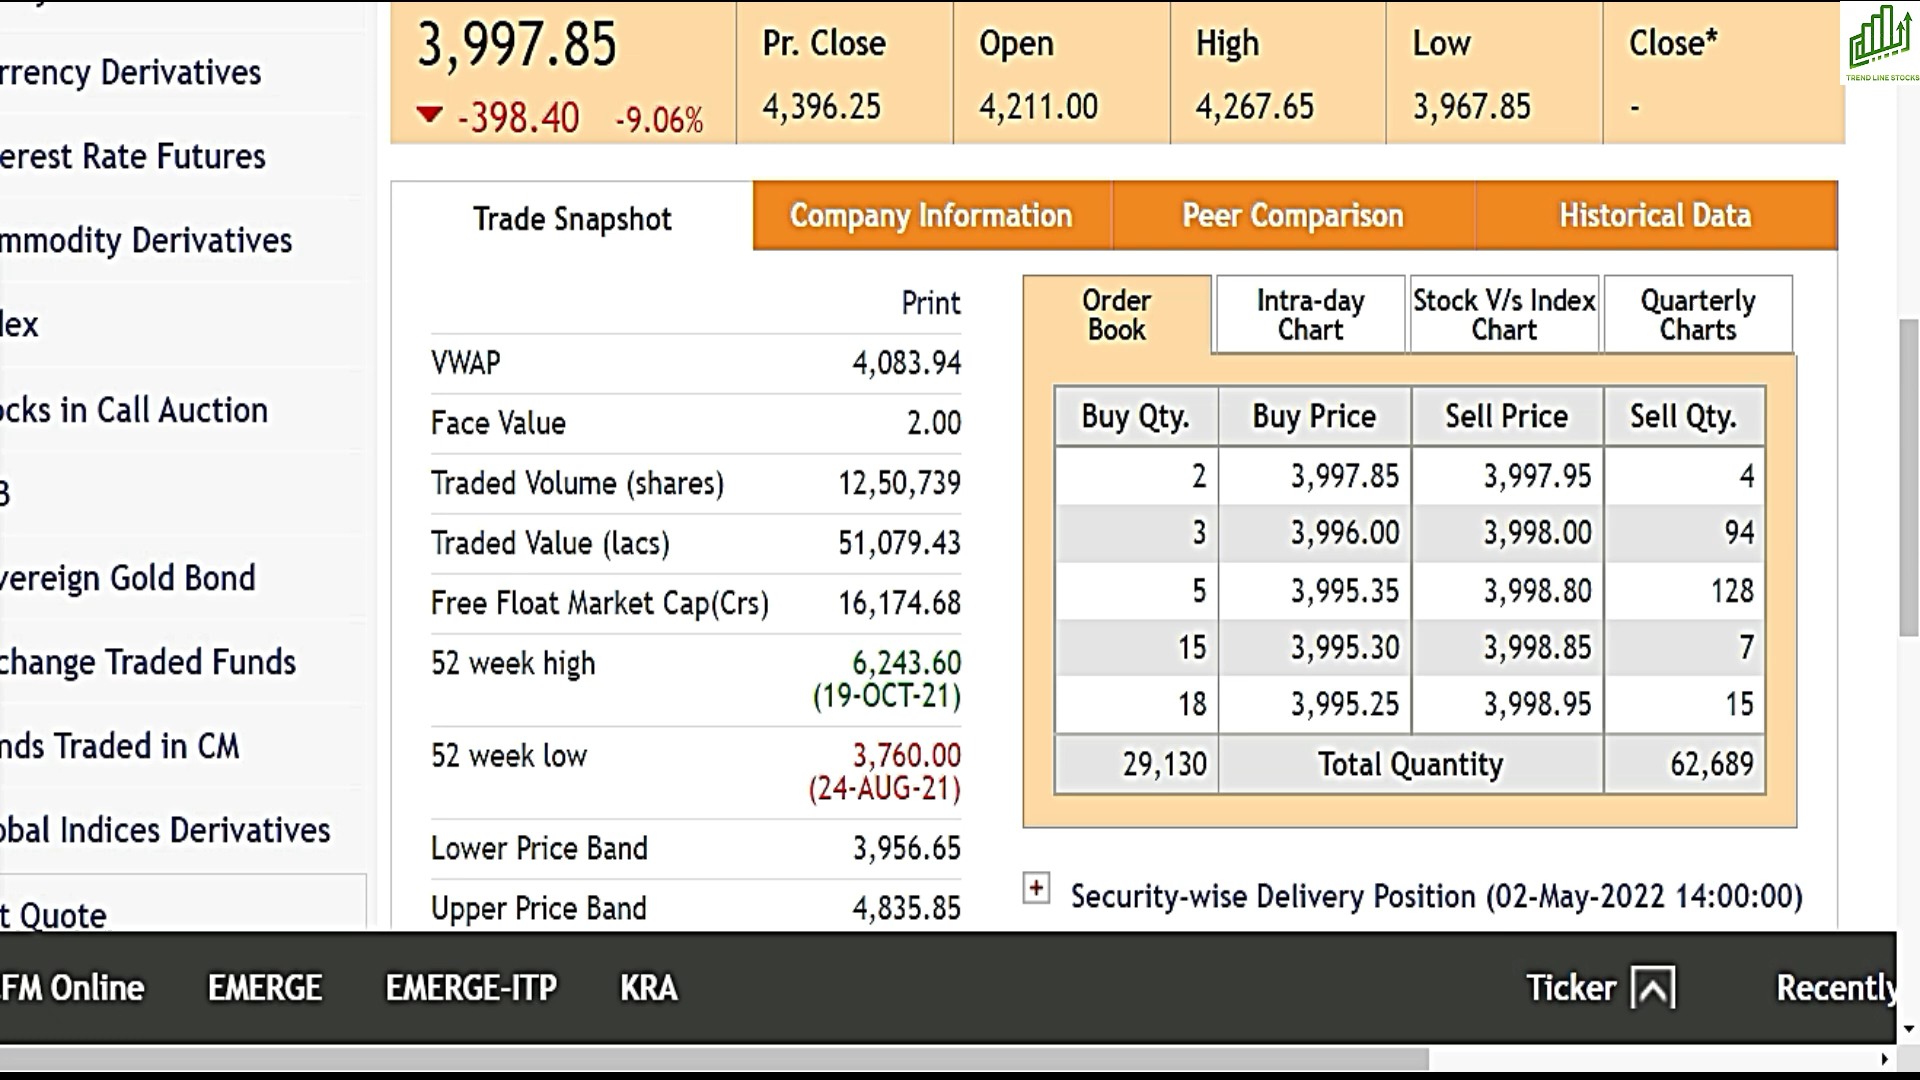 3,997.85
-398.40 -9.06%
Pr. Close Open High Low Close*
4,396.25 4,211.00 4,267.65 3,967.85 -
TREND LINE STOCKS
rrency Derivatives
erest Rate Futures
mmodity Derivatives
lex
ocks in Call Auction
vereign Gold Bond
change Traded Funds
nds Traded in CM
obal Indices Derivatives
t Quote
Trade Snapshot Company Information Peer Comparison Historical Data
Print
VWAP 4,083.94
Face Value 2.00
Traded Volume (shares) 12,50,739
Traded Value (lacs) 51,079.43
Free Float Market Cap(Crs) 16,174.68
52 week high 6,243.60
(19-OCT-21)
52 week low 3,760.00
(24-AUG-21)
Lower Price Band 3,956.65
Upper Price Band 4,835.85
Order
Book
Intra-day
Chart
Stock V/s Index
Chart
Quarterly
Charts
Buy Qty. Buy Price Sell Price Sell Qty.
2 3,997.85 3,997.95 4
3 3,996.00 3,998.00 94
5 3,995.35 3,998.80 128
15 3,995.30 3,998.85 7
18 3,995.25 3,998.95 15
29,130 Total Quantity 62,689
+ Security-wise Delivery Position (02-May-2022 14:00:00)
FM Online EMERGE EMERGE-ITP KRA Ticker Recently